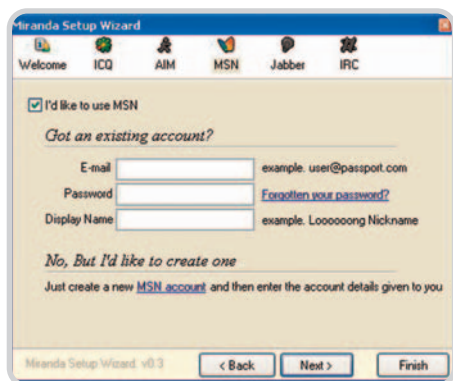 Miranda Setup Wizard
Welcome ICQ AIM MSN Jabber IRC
I'd like to use MSN
Got an existing account?
E-mail example. user@passport.com
Password Forgotten your password?
Display Name example. Loooooong Nickname
No, But I'd like to create one
Just create a new MSN account and then enter the account details given to you
Miranda Setup Wizard v0.3 < Back Next > Finish